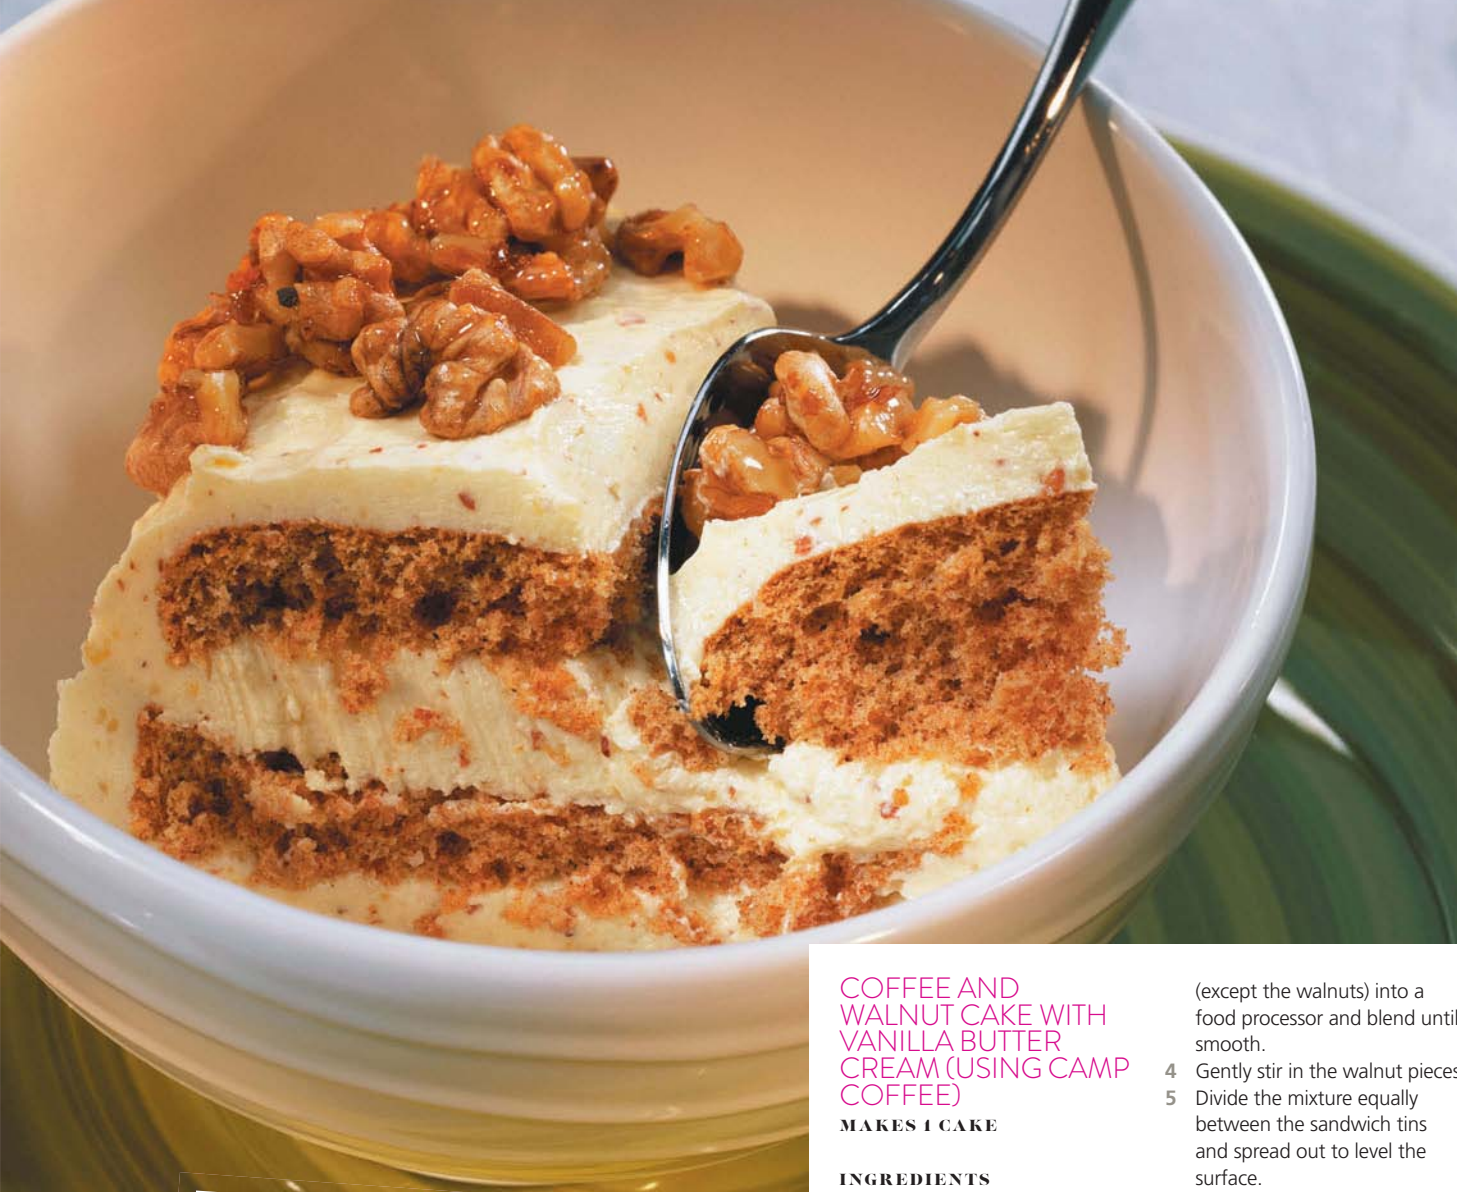 COFFEE AND
WALNUT CAKE WITH
VANILLA BUTTER
CREAM (USING CAMP
COFFEE)
MAKES 1 CAKE
INGREDIENTS
(except the walnuts) into a
food processor and blend until
smooth.
4 Gently stir in the walnut pieces
5 Divide the mixture equally
between the sandwich tins
and spread out to level the
surface.